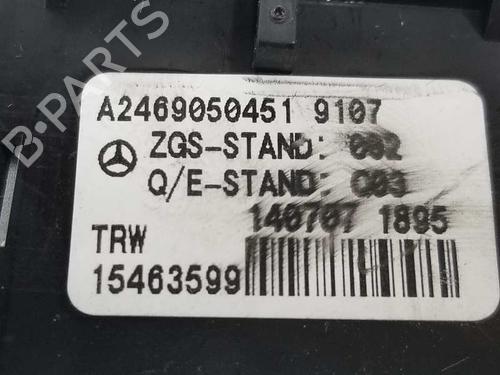 B-PARTS
A2469050451 9107
ZGS-STAND: 002
Q/E-STAND: C03
140707 1895
TRW
15463599